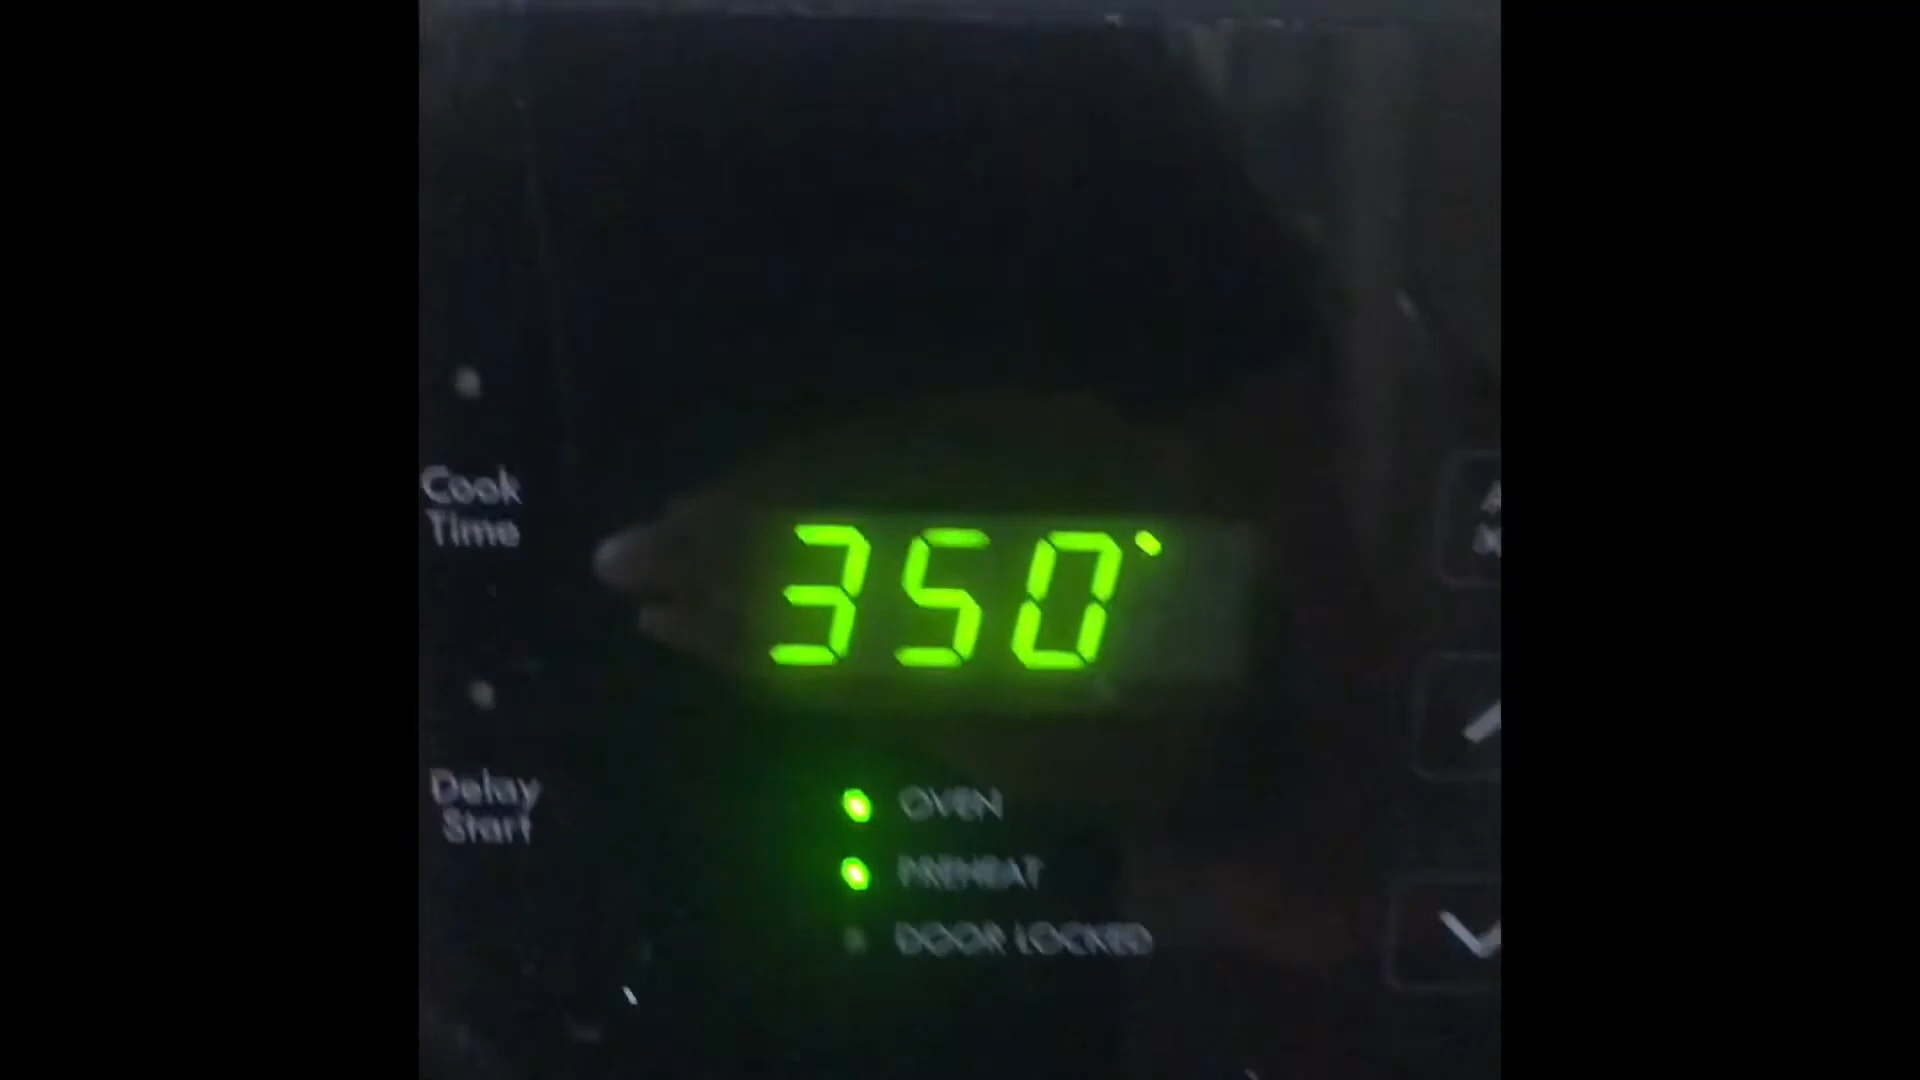 Cook
Time
350°
Delay
Start
OVEN
PREHEAT
DOOR LOCKED